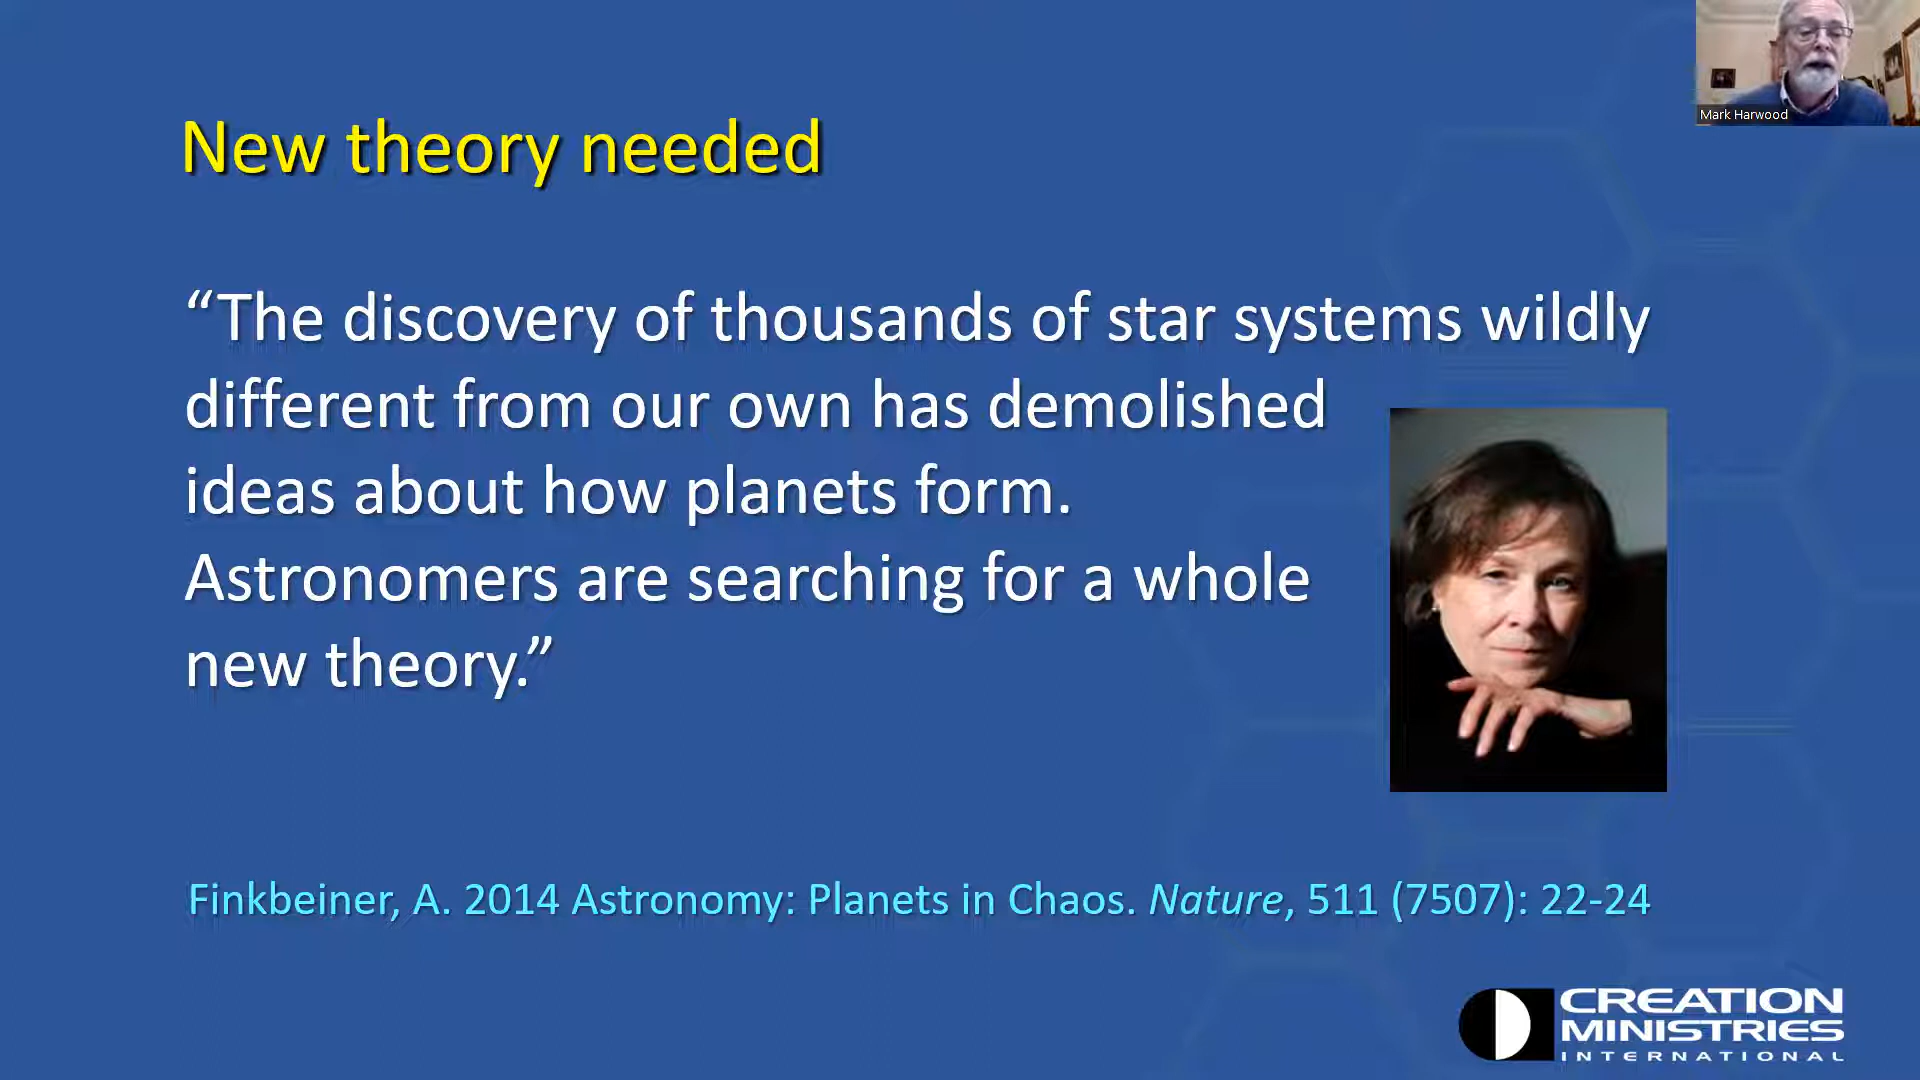 Mark Harwood
New theory needed
“The discovery of thousands of star systems wildly
different from our own has demolished
ideas about how planets form.
Astronomers are searching for a whole
new theory.”
Finkbeiner, A. 2014 Astronomy: Planets in Chaos. Nature, 511 (7507): 22-24
CREATION
MINISTRIES
INTERNATIONAL